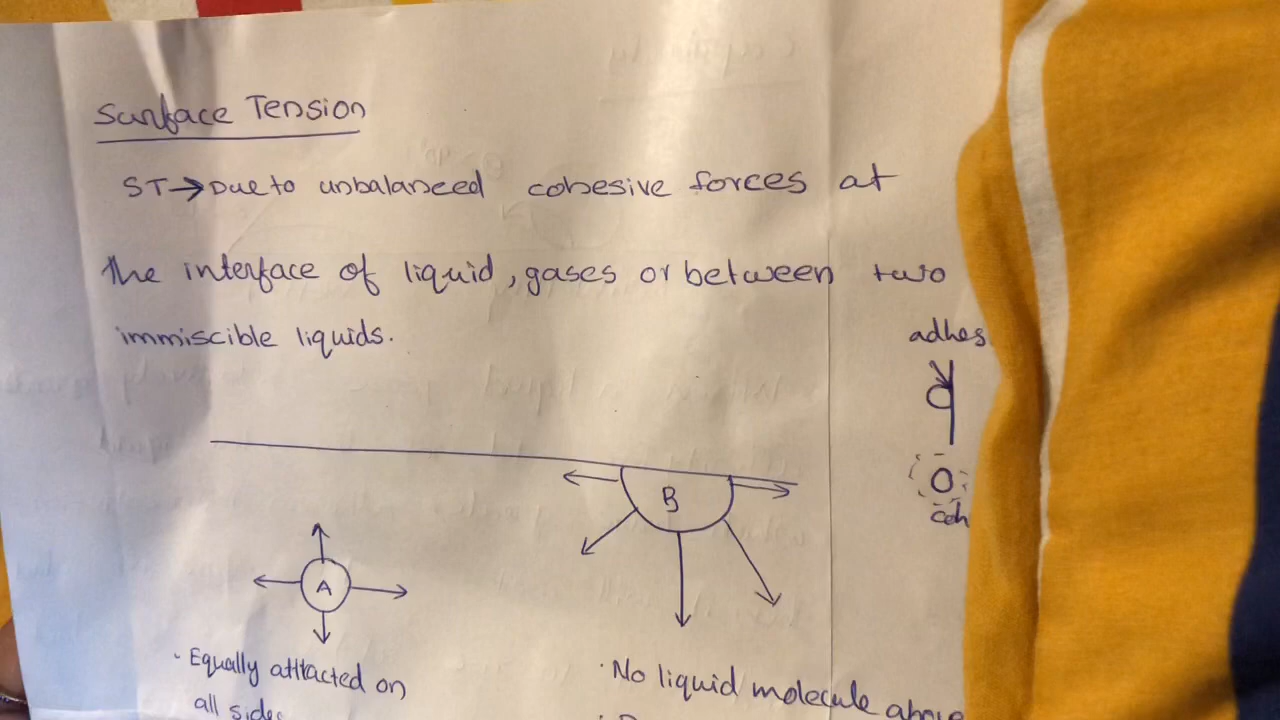 Surface Tension
ST→Due to unbalanced cohesive forces at
the interface of liquid, gases or between two
immiscible liquids.
adhes
coh
B
A
· Equally attracted on
all sides
· No liquid molecule above